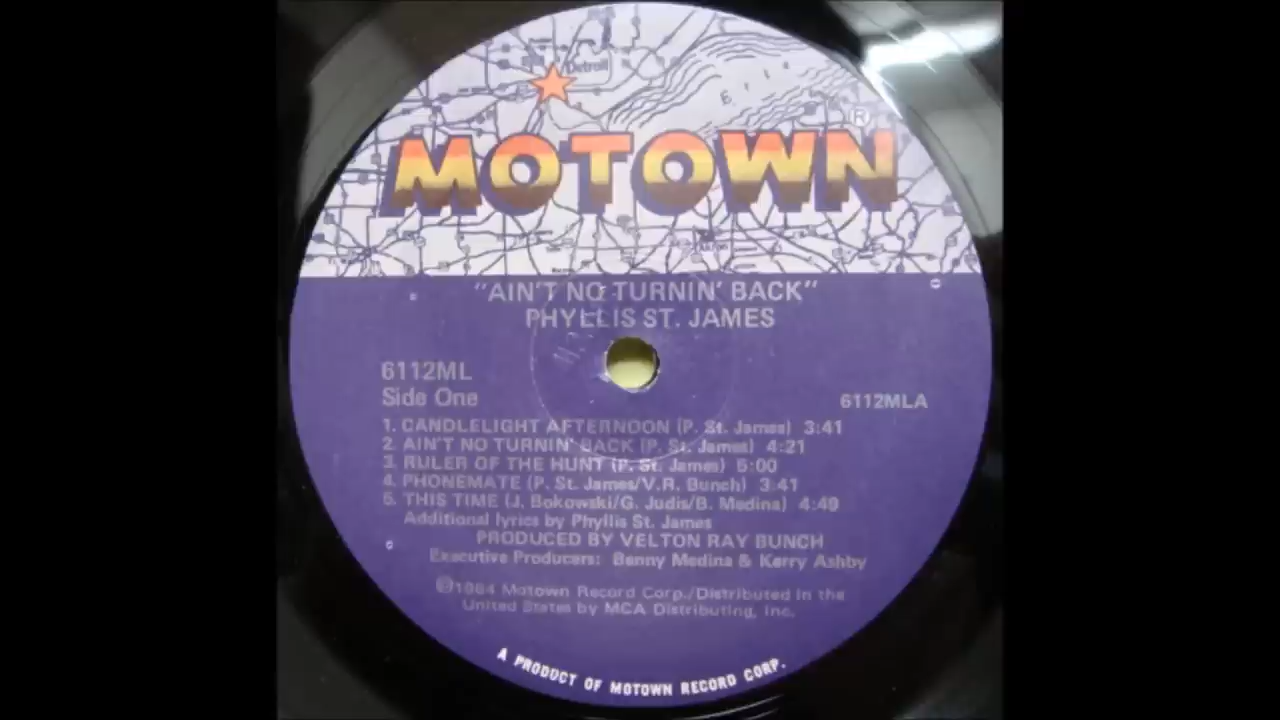 Detroit
Erie
MOTOWN®
"AIN'T NO TURNIN' BACK"
PHYLLIS ST. JAMES
6112ML
Side One
6112MLA
1. CANDLELIGHT AFTERNOON (P. St. James) 3:41
2. AIN'T NO TURNIN' BACK (P. St. James) 4:21
3. RULER OF THE HUNT (P. St. James) 5:00
4. PHONEMATE (P. St. James/V.R. Bunch) 3:41
5. THIS TIME (J. Bokowski/G. Judis/B. Medina) 4:49
Additional lyrics by Phyllis St. James
PRODUCED BY VELTON RAY BUNCH
Executive Producers: Benny Medina & Kerry Ashby
℗1984 Motown Record Corp./Distributed in the
United States by MCA Distributing, Inc.
A PRODUCT OF MOTOWN RECORD CORP.